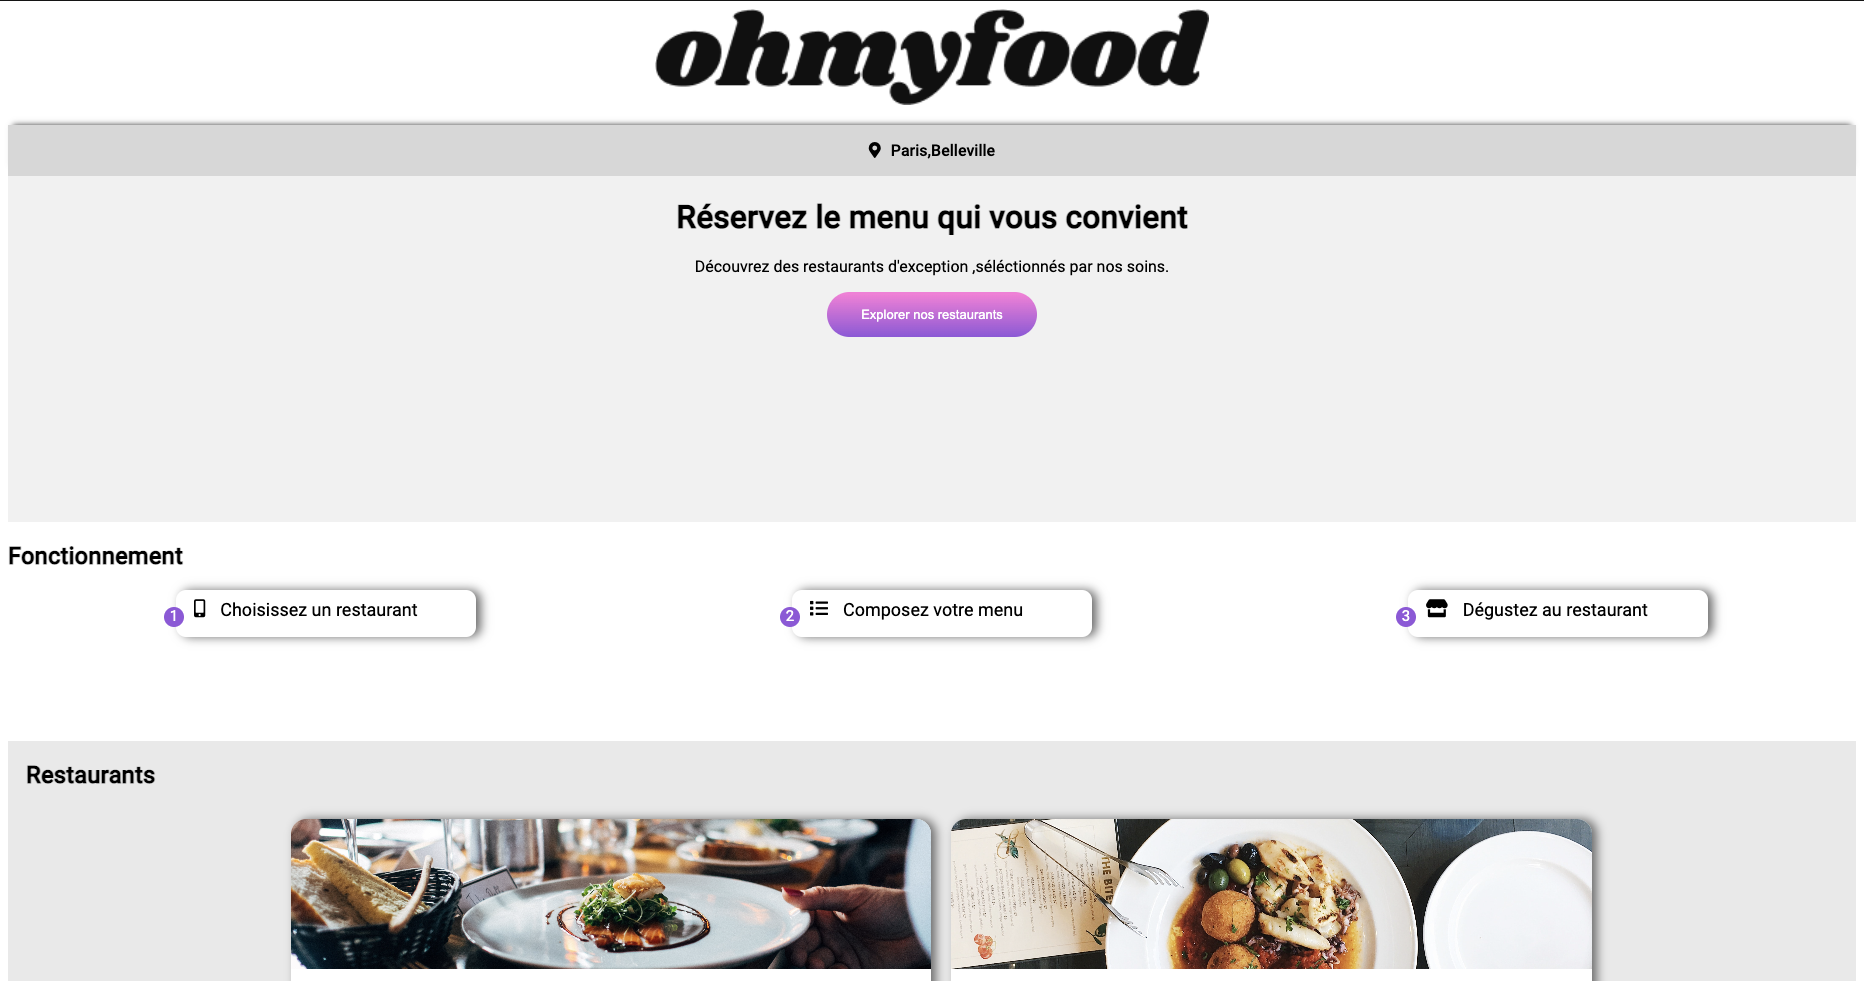 ohmyfood
Paris,Belleville
Réservez le menu qui vous convient
Découvrez des restaurants d'exception ,séléctionnés par nos soins.
Explorer nos restaurants
Fonctionnement
1 Choisissez un restaurant
2 Composez votre menu
3 Dégustez au restaurant
Restaurants
THE BITE